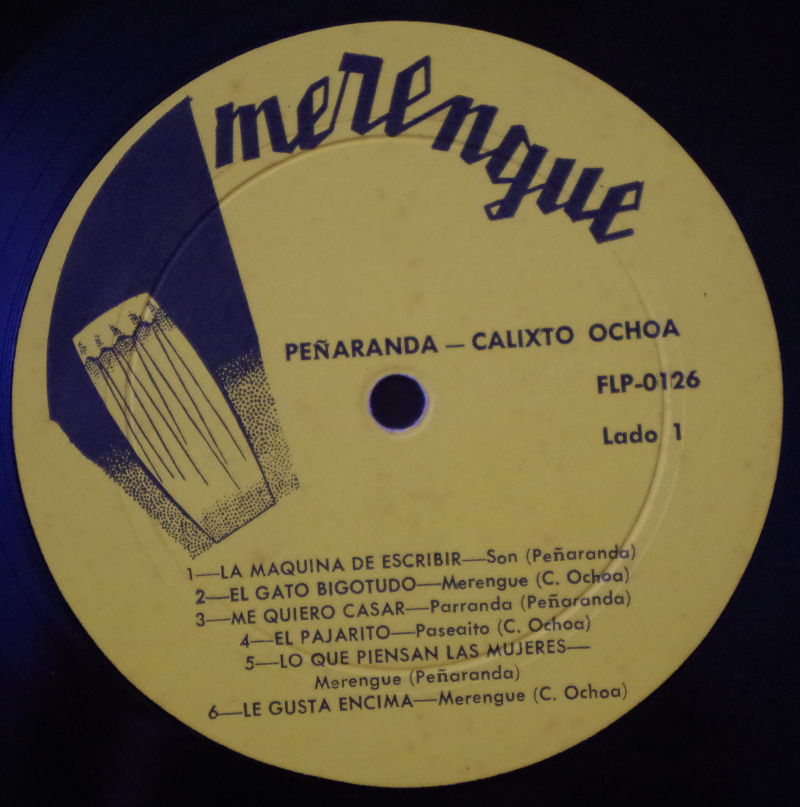 merengue
PEÑARANDA — CALIXTO OCHOA
FLP-0126
Lado 1
1—LA MAQUINA DE ESCRIBIR—Son (Peñaranda)
2—EL GATO BIGOTUDO—Merengue (C. Ochoa)
3—ME QUIERO CASAR—Parranda (Peñaranda)
4—EL PAJARITO—Paseaito (C. Ochoa)
5—LO QUE PIENSAN LAS MUJERES—
Merengue (Peñaranda)
6—LE GUSTA ENCIMA—Merengue (C. Ochoa)